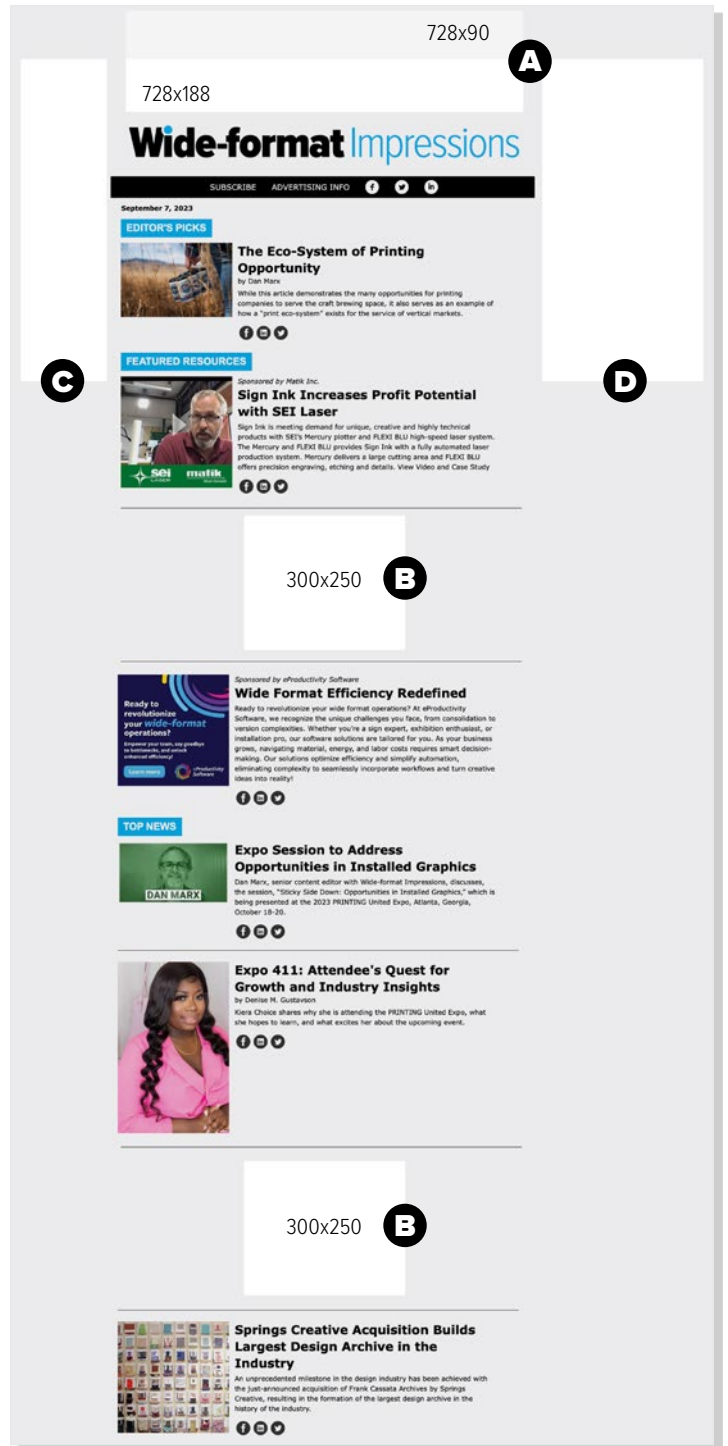 728x90
A
728x188
Wide-format Impressions
SUBSCRIBE ADVERTISING INFO
September 7, 2023
EDITOR'S PICKS
The Eco-System of Printing
Opportunity
by Dan Marx
While this article demonstrates the many opportunities for printing
companies to serve the craft brewing space, it also serves as an example of
how a "print eco-system" exists for the service of vertical markets.
FEATURED RESOURCES
C
D
Sponsored by Matik Inc.
Sign Ink Increases Profit Potential
with SEI Laser
Sign Ink is meeting demand for unique, creative and highly technical
products with SEI's Mercury plotter and FLEXI BLU high-speed laser system.
The Mercury and FLEXI BLU provides Sign Ink with a fully automated laser
production system. Mercury delivers a large cutting area and FLEXI BLU
offers precision engraving, etching and details. View Video and Case Study
sei
LASER
matik
300x250
B
Sponsored by eProductivity Software
Wide Format Efficiency Redefined
Ready to revolutionize your wide format operations? At eProductivity
Software, we recognize the unique challenges you face, from consolidation to
version complexities. Whether you're a sign expert, exhibition enthusiast, or
installation pro, our software solutions are tailored for you. As your business
grows, navigating material, energy, and labor costs requires smart decision-
making. Our solutions optimize efficiency and simplify automation,
eliminating complexity to seamlessly incorporate workflows and turn creative
ideas into reality!
Ready to
revolutionize
your wide-format
operations?
Empower your team, say goodbye
to bottlenecks, and unlock
enhanced efficiency!
Learn more
eProductivity
Software
TOP NEWS
Expo Session to Address
Opportunities in Installed Graphics
Dan Marx, senior content editor with Wide-format Impressions, discusses,
the session, "Sticky Side Down: Opportunities in Installed Graphics," which is
being presented at the 2023 PRINTING United Expo, Atlanta, Georgia,
October 18-20.
DAN MARX
Expo 411: Attendee's Quest for
Growth and Industry Insights
by Denise M. Gustavson
Kiera Choice shares why she is attending the PRINTING United Expo, what
she hopes to learn, and what excites her about the upcoming event.
300x250
B
Springs Creative Acquisition Builds
Largest Design Archive in the
Industry
An unprecedented milestone in the design industry has been achieved with
the just-announced acquisition of Frank Cassata Archives by Springs
Creative, resulting in the formation of the largest design archive in the
history of the industry.